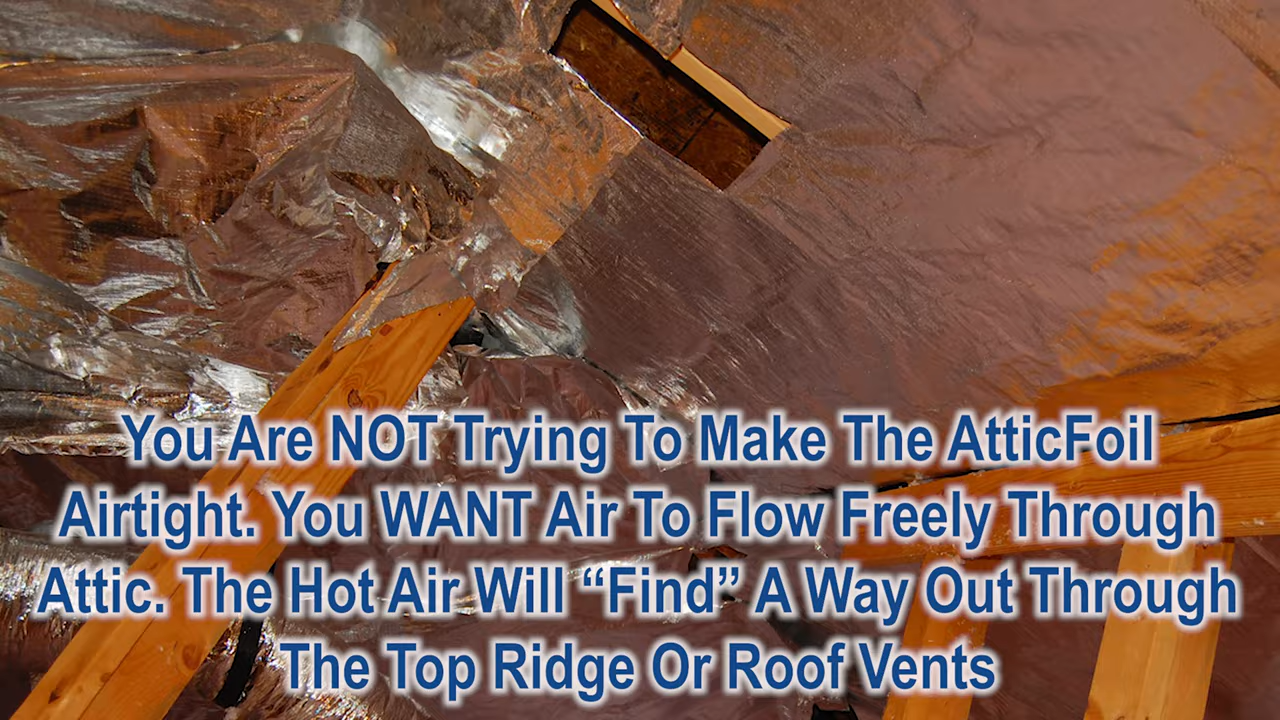 You Are NOT Trying To Make The AtticFoil
Airtight. You WANT Air To Flow Freely Through
Attic. The Hot Air Will “Find” A Way Out Through
The Top Ridge Or Roof Vents